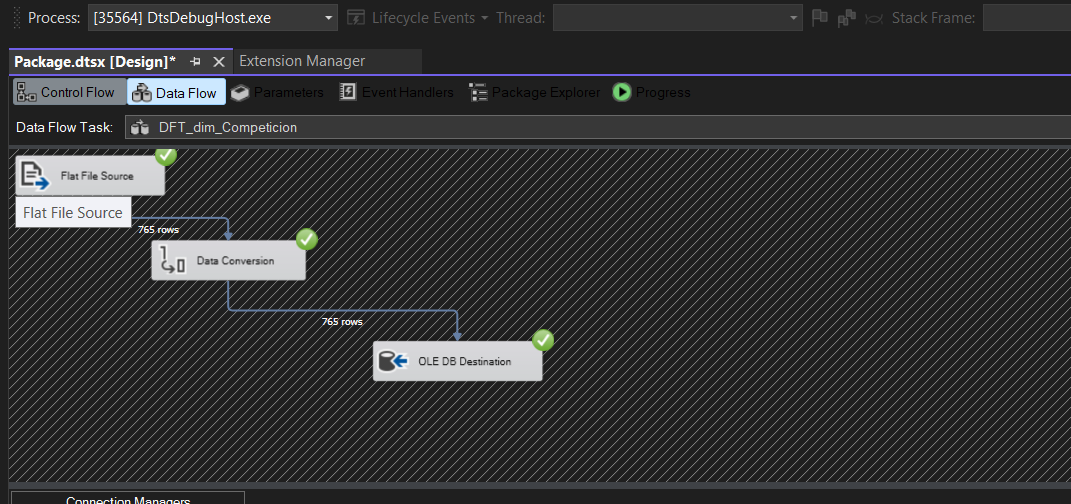 Process: [35564] DtsDebugHost.exe Lifecycle Events Thread: Stack Frame:
Package.dtsx [Design]* Extension Manager
Control Flow Data Flow Parameters Event Handlers Package Explorer Progress
Data Flow Task: DFT_dim_Competicion
Flat File Source
Flat File Source
765 rows
Data Conversion
765 rows
OLE DB Destination
Connection Managers